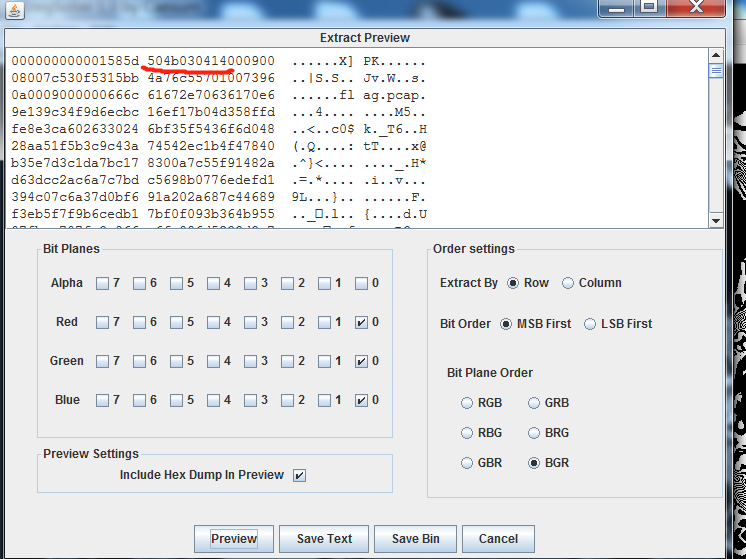 Extract Preview
000000000001585d 504b030414000900 ......X] PK......
08007c530f5315bb 4a76c55701007396 ..|S.S.. Jv.W..s.
0a0009000000666c 61672e7063617 06e ......fl ag.pcap.
9e139c34f9d6ecbc 16ef17b04d358ffd ...4.... ....M5..
fe8e3ca602633024 6bf35f5436f6d048 ..<..c0$ k._T6..H
28aa51f5b3c9c43a 74542ec1b4f47840 (.Q....: tT....x@
b35e7d3c1da7bc17 8300a7c55f91482a .^}<.... ...._.H*
d63dcc2ac6a7c7bd c5698b0776edefd1 .=.*.... .i..v...
394c07c6a37d0bf6 91a202a687c44689 9L...}.. ......F.
f3eb5f7f9b6cedb1 7bf0f093b364b955 .._.l.. {....d.U
Bit Planes
Order settings
Alpha 7 6 5 4 3 2 1 0
Extract By Row Column
Red 7 6 5 4 3 2 1 0
Bit Order MSB First LSB First
Green 7 6 5 4 3 2 1 0
Bit Plane Order
Blue 7 6 5 4 3 2 1 0
RGB GRB
RBG BRG
Preview Settings
GBR BGR
Include Hex Dump In Preview
Preview Save Text Save Bin Cancel